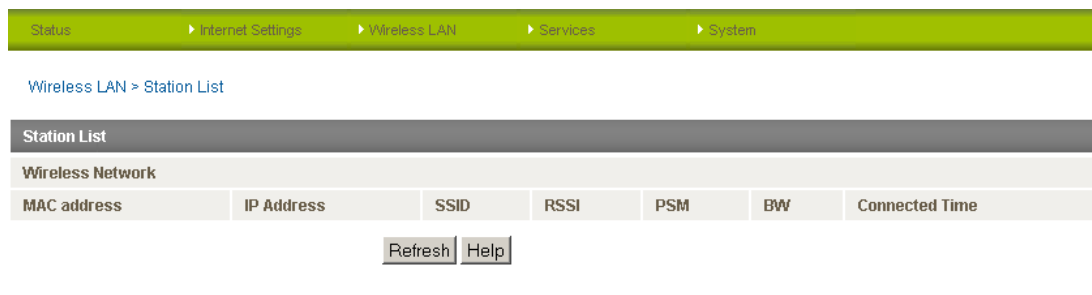 Status Internet Settings Wireless LAN Services System
Wireless LAN > Station List
Station List
Wireless Network
MAC address IP Address SSID RSSI PSM BW Connected Time
Refresh Help